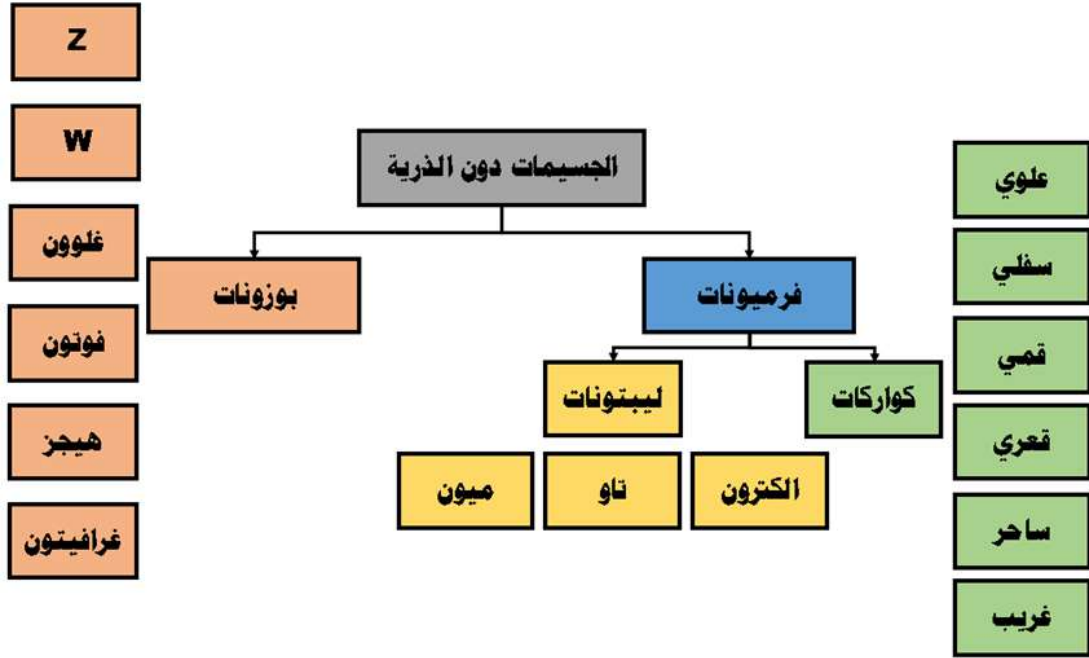 الجسيمات دون الذرية
فرميونات
بوزونات
كواركات
ليبتونات
الكترون
تاو
ميون
علوي
سفلي
قمي
قعري
ساحر
غريب
Z
W
غلوون
فوتون
هيجز
غرافيتون